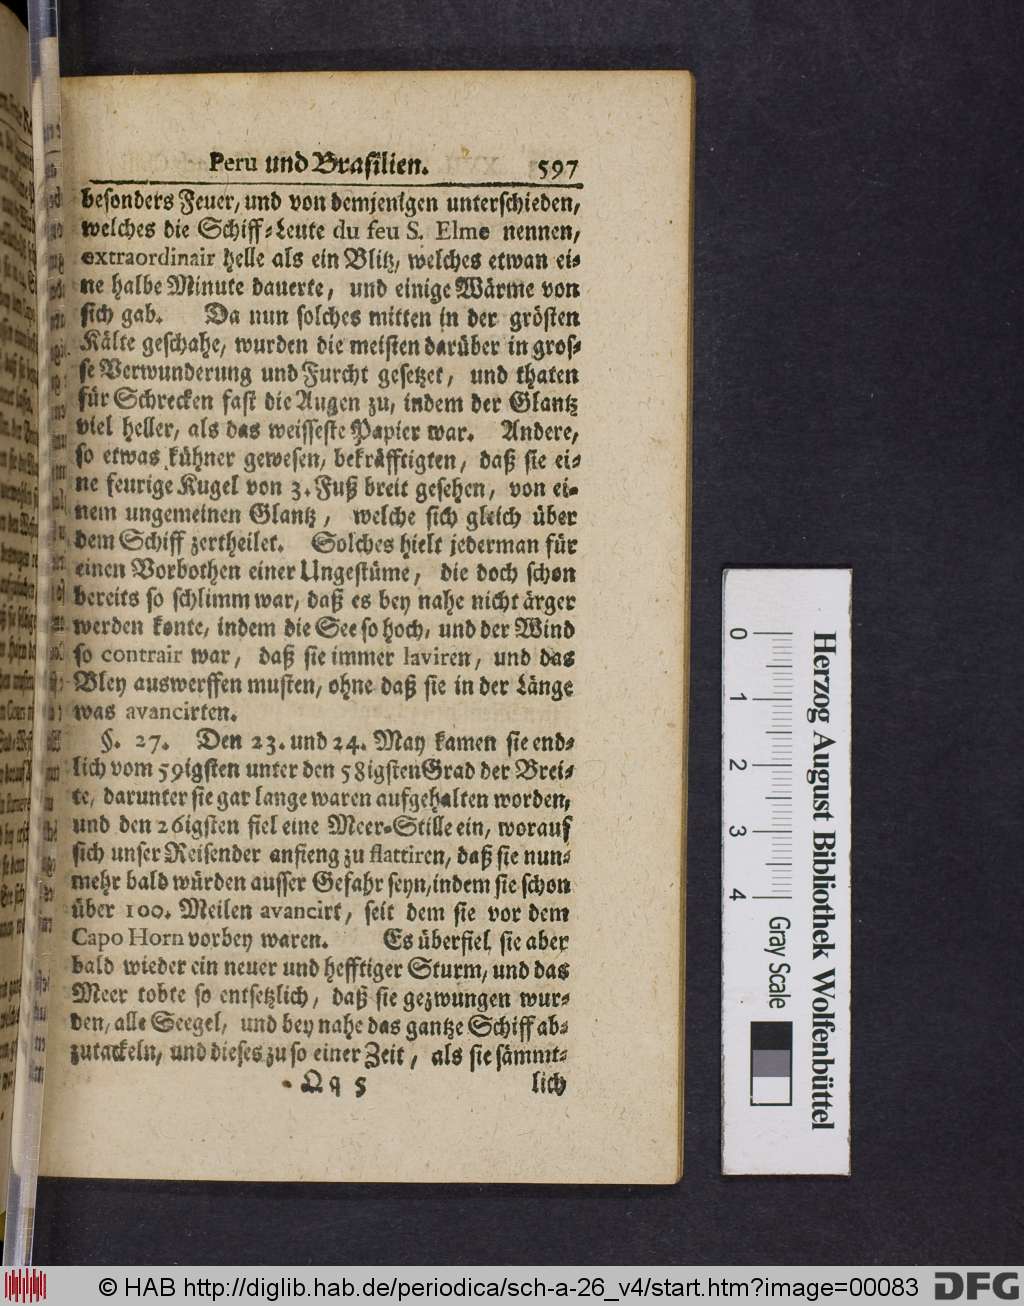 Peru und Brasilien. 597
besonders Feuer, und von demjenigen unterschieden,
welches die Schiff-Leute du feu S. Elme nennen,
extraordinair helle als ein Blitz, welches etwan ei-
ne halbe Minute dauerte, und einige Wärme von
sich gab. Da nun solches mitten in der grösten
Kälte geschahe, wurden die meisten darüber in gros-
se Verwunderung und Furcht gesetzet, und thaten
für Schrecken fast die Augen zu, indem der Glantz
viel heller, als das weisseste Papier war. Andere,
so etwas kühner gewesen, bekräfftigten, daß sie ei-
ne feurige Kugel von 3. Fuß breit gesehen, von ei-
nem ungemeinen Glantz, welche sich gleich über
dem Schiff zertheilet. Solches hielt jederman für
einen Vorbothen einer Ungestüme, die doch schon
bereits so schlimm war, daß es bey nahe nicht ärger
werden konte, indem die See so hoch, und der Wind
so contrair war, daß sie immer laviren, und das
Bley auswerffen musten, ohne daß sie in der Länge
was avancirten.
§. 27. Den 23. und 24. May kamen sie end-
lich vom 59igsten unter den 58igsten Grad der Brei-
te, darunter sie gar lange waren aufgehalten worden,
und den 26igsten fiel eine Meer-Stille ein, worauf
sich unser Reisender anfieng zu flattiren, daß sie nun-
mehr bald würden ausser Gefahr seyn, indem sie schon
über 100. Meilen avancirt, seit dem sie vor dem
Capo Horn vorbey waren. Es überfiel sie aber
bald wieder ein neuer und hefftiger Sturm, und das
Meer tobte so entsetzlich, daß sie gezwungen wur-
den, alle Seegel, und bey nahe das gantze Schiff ab-
zutackeln, und dieses zu so einer Zeit, als sie sämmt-
Qq 5 lich
0 1 2 3 4 Gray Scale
Herzog August Bibliothek Wolfenbüttel
© HAB http://diglib.hab.de/periodica/sch-a-26_v4/start.htm?image=00083 DFG